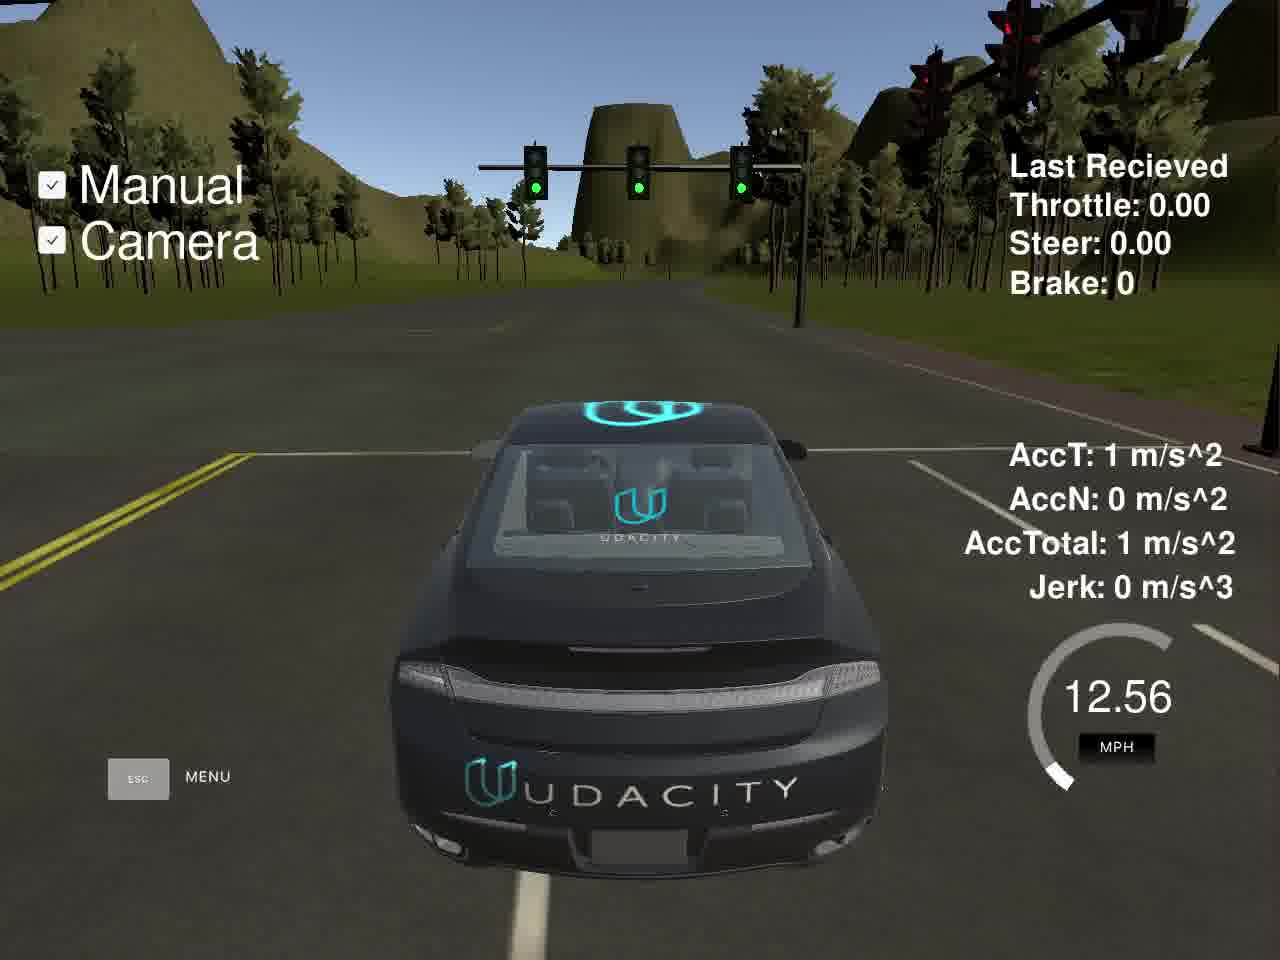 Manual
Camera
Last Recieved
Throttle: 0.00
Steer: 0.00
Brake: 0
UDACITY
AccT: 1 m/s^2
AccN: 0 m/s^2
AccTotal: 1 m/s^2
Jerk: 0 m/s^3
12.56
MPH
ESC MENU
UDACITY